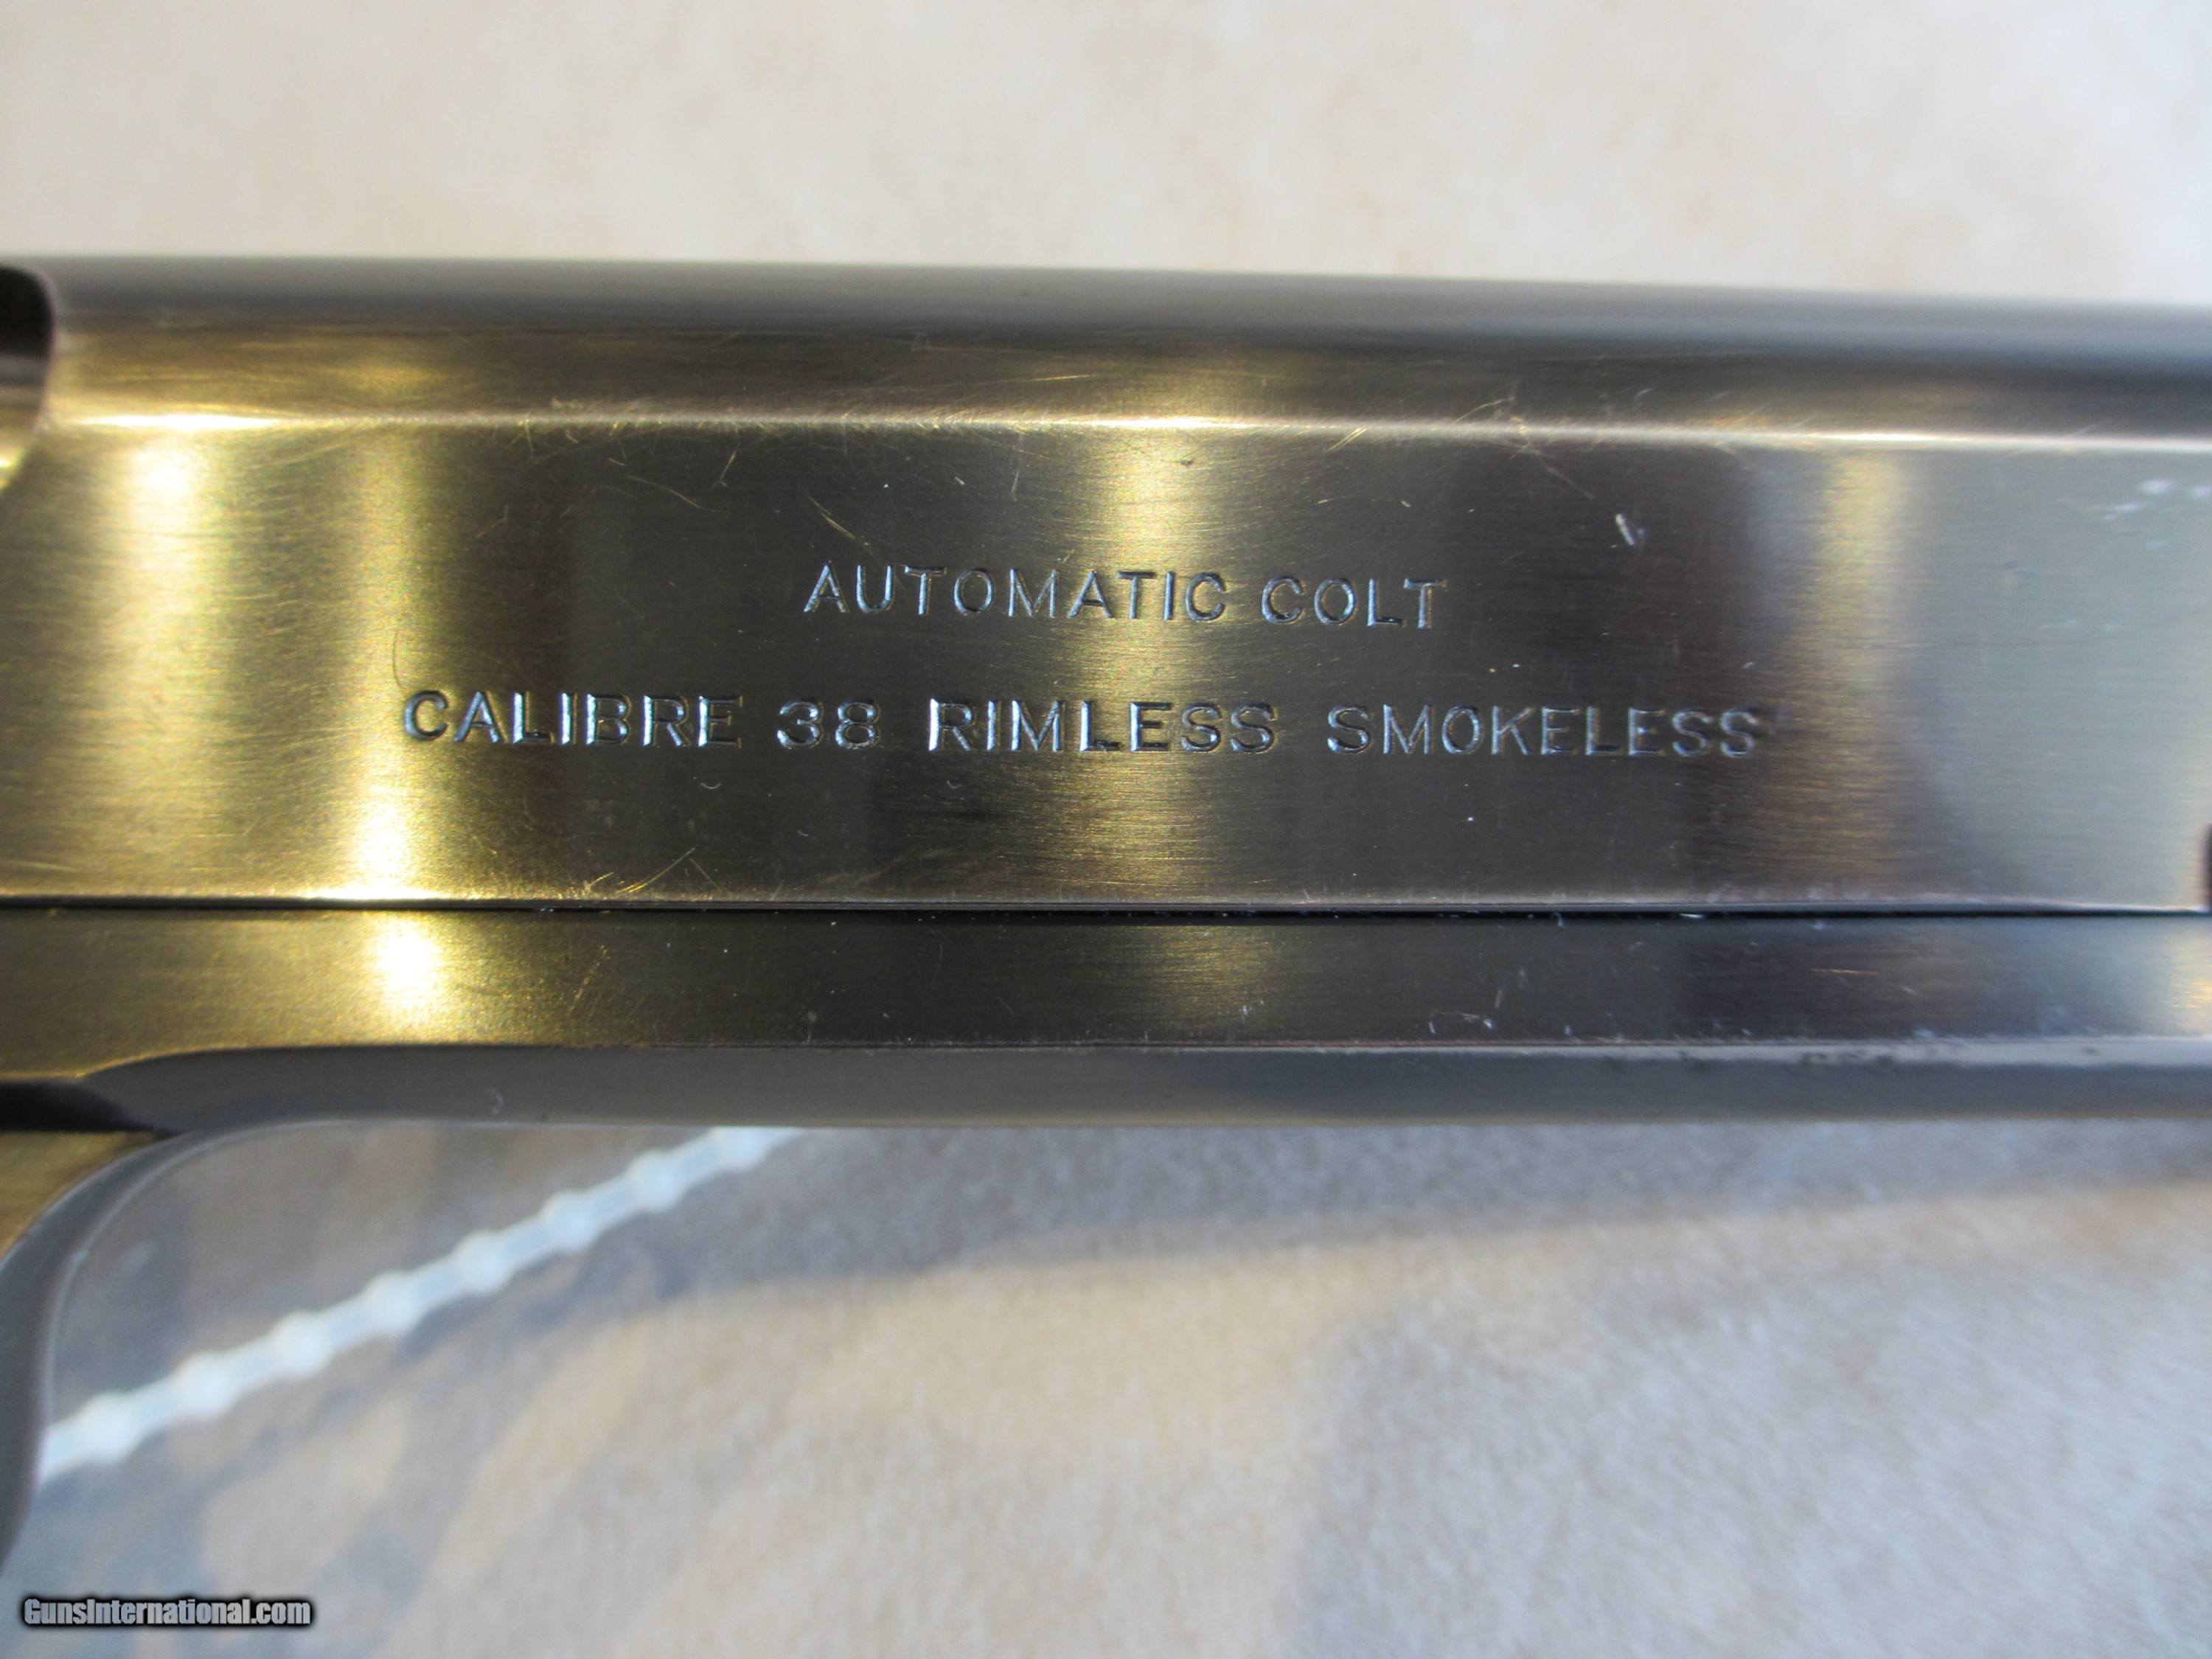 AUTOMATIC COLT
CALIBRE 38 RIMLESS SMOKELESS
GunsInternational.com